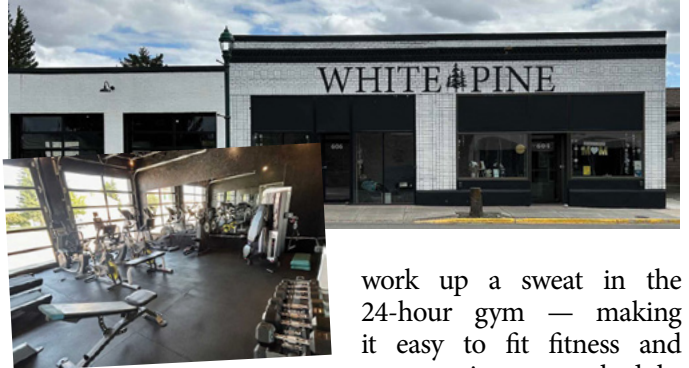 WHITE PINE
work up a sweat in the
24-hour gym — making
it easy to fit fitness and